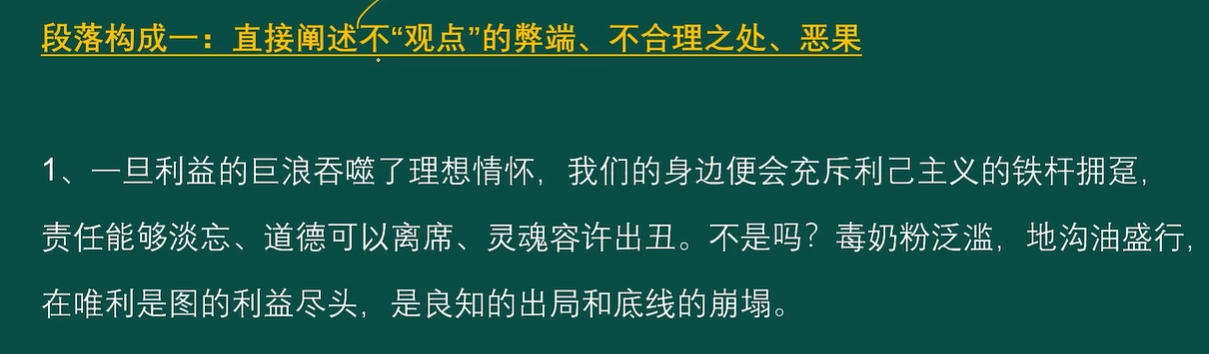 段落构成一：直接阐述不“观点”的弊端、不合理之处、恶果
1、一旦利益的巨浪吞噬了理想情怀，我们的身边便会充斥利己主义的铁杆拥趸，
责任能够淡忘、道德可以离席、灵魂容许出丑。不是吗？毒奶粉泛滥，地沟油盛行，
在唯利是图的利益尽头，是良知的出局和底线的崩塌。